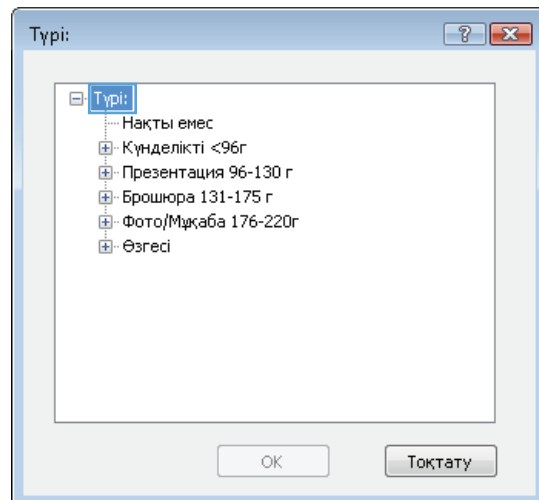 Түрі:
Түрі:
Нақты емес
Күнделікті <96г
Презентация 96-130 г
Брошюра 131-175 г
Фото/Мұқаба 176-220г
Өзгесі
OK
Тоқтату